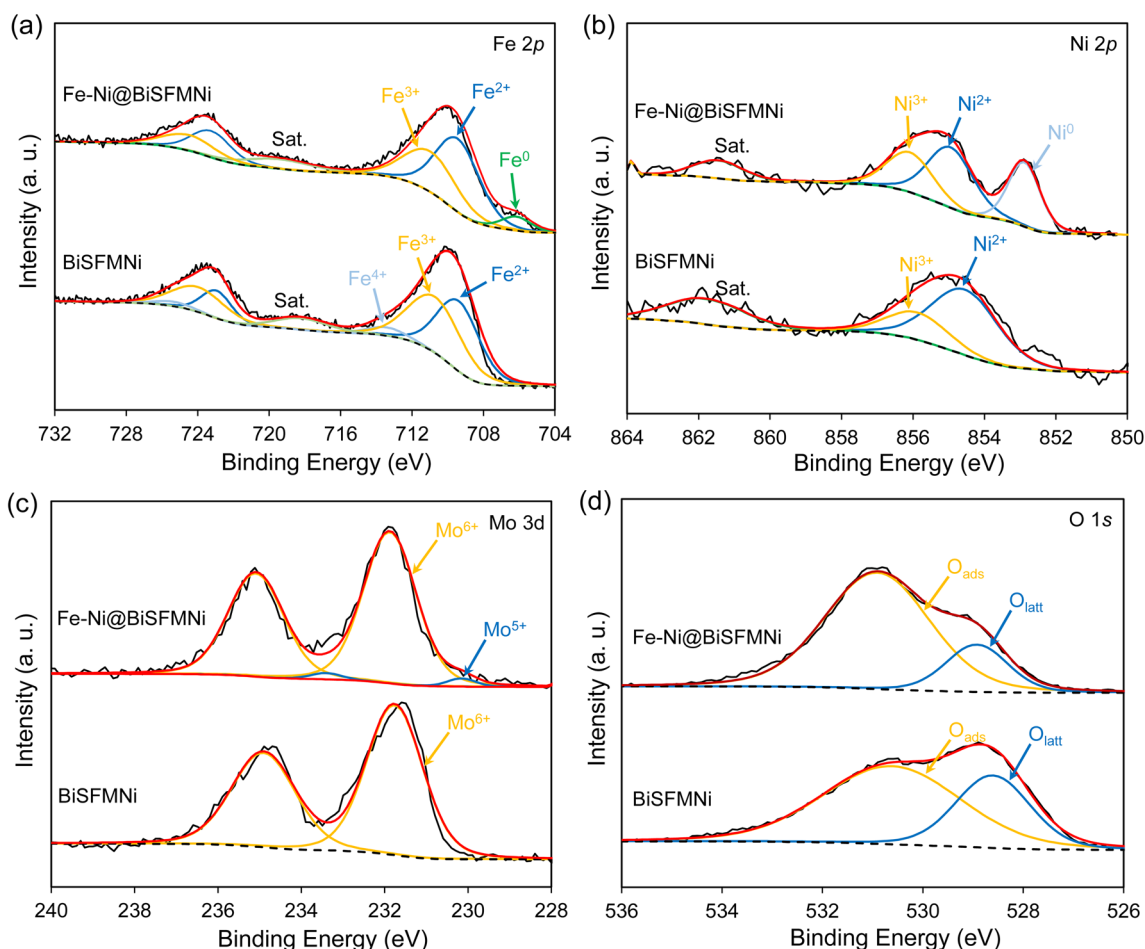 (a)
Fe 2p
Fe-Ni@BiSFMNi
Fe³⁺
Fe²⁺
Sat.
Fe⁰
BiSFMNi
Fe⁴⁺
Fe³⁺
Fe²⁺
Sat.
Intensity (a. u.)
732 728 724 720 716 712 708 704
Binding Energy (eV)
(b)
Ni 2p
Fe-Ni@BiSFMNi
Sat.
Ni³⁺
Ni²⁺
Ni⁰
BiSFMNi
Sat.
Ni³⁺
Ni²⁺
Intensity (a. u.)
864 862 860 858 856 854 852 850
Binding Energy (eV)
(c)
Mo 3d
Mo⁶⁺
Fe-Ni@BiSFMNi
Mo⁵⁺
Mo⁶⁺
BiSFMNi
Intensity (a. u.)
240 238 236 234 232 230 228
Binding Energy (eV)
(d)
O 1s
Oads
Olatt
Fe-Ni@BiSFMNi
Oads
Olatt
BiSFMNi
Intensity (a. u.)
536 534 532 530 528 526
Binding Energy (eV)